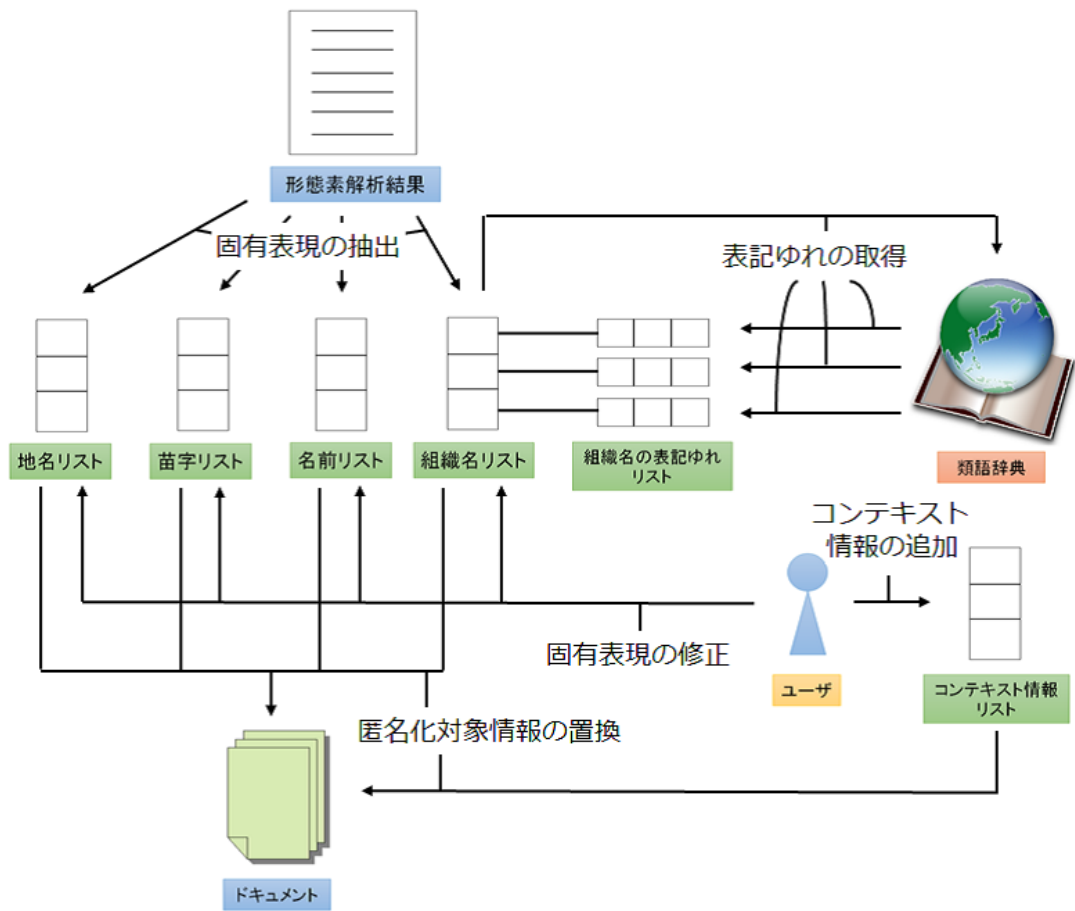 形態素解析結果
固有表現の抽出
表記ゆれの取得
地名リスト
苗字リスト
名前リスト
組織名リスト
組織名の表記ゆれ
リスト
類語辞典
コンテキスト
情報の追加
固有表現の修正
ユーザ
コンテキスト情報
リスト
匿名化対象情報の置換
ドキュメント